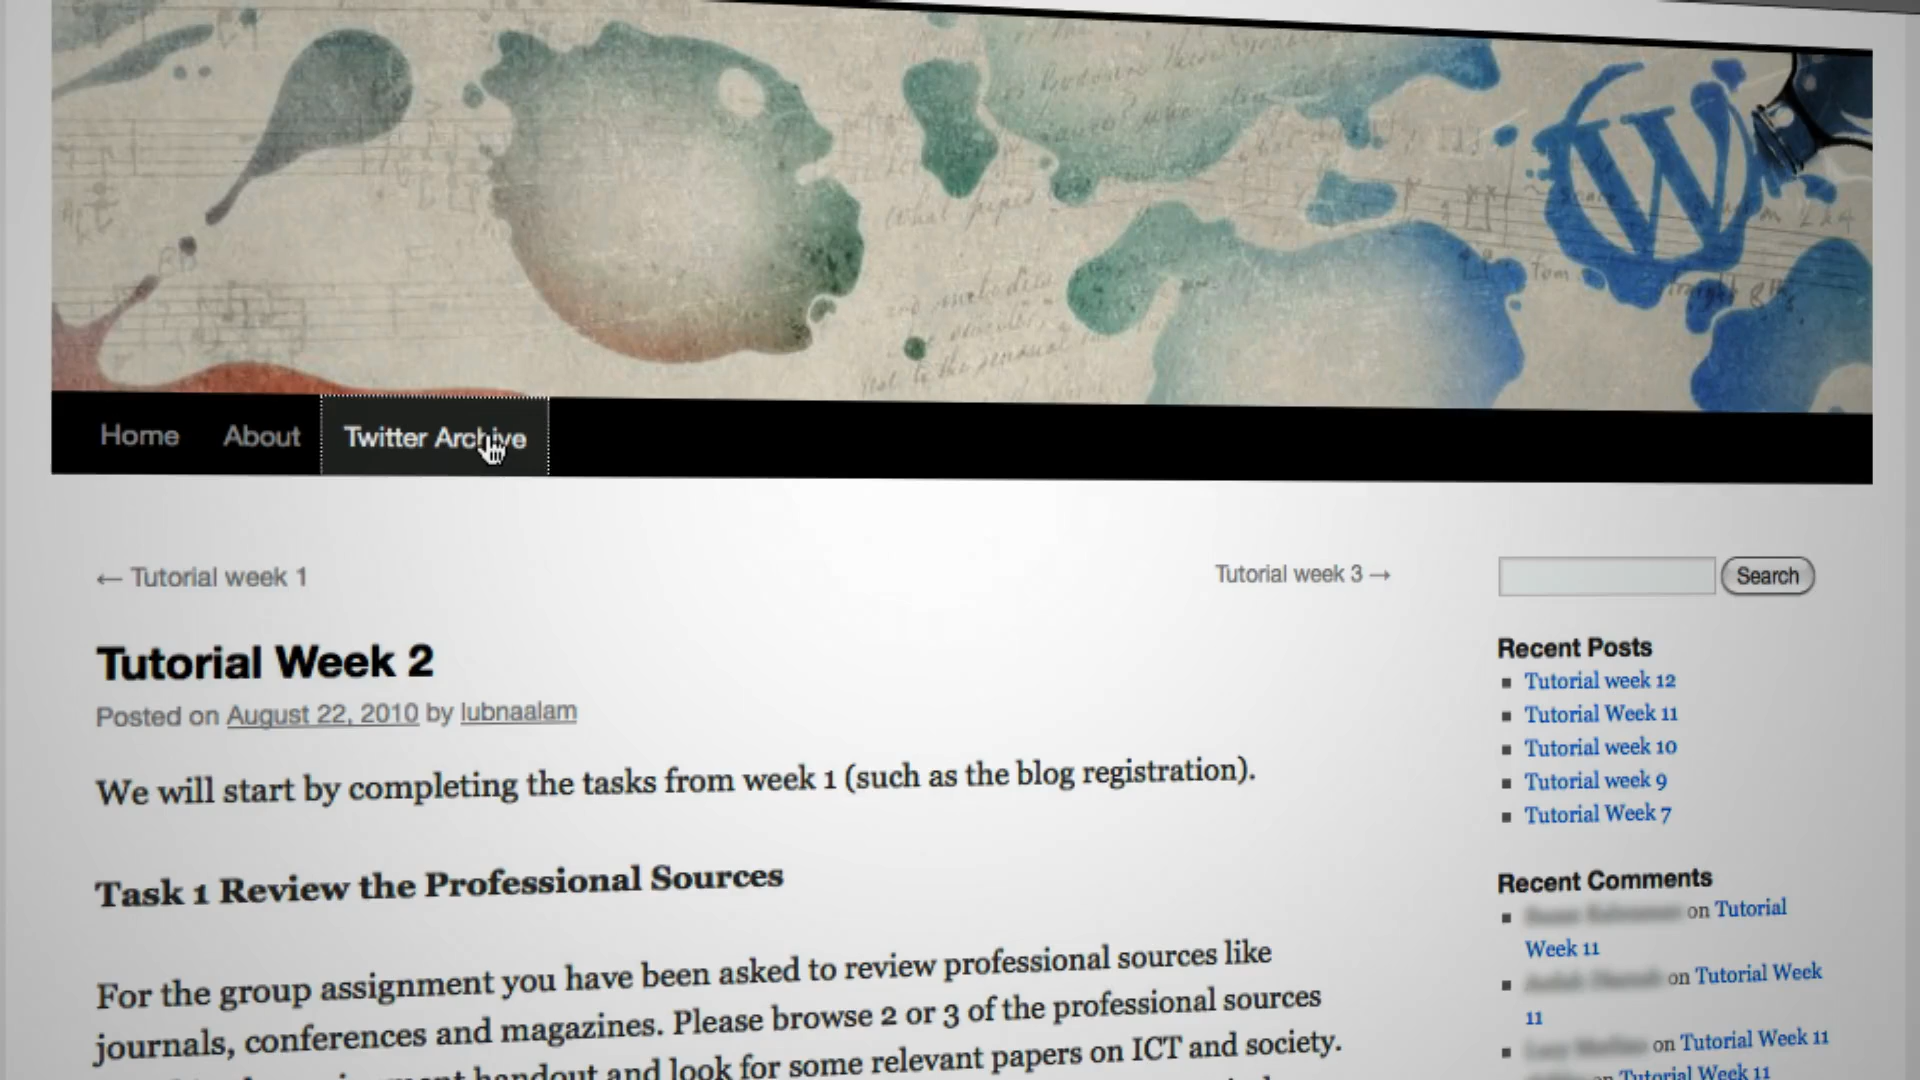 Home About Twitter Archive
← Tutorial week 1
Tutorial week 3 →
Search
Tutorial Week 2
Posted on August 22, 2010 by lubnaalam
We will start by completing the tasks from week 1 (such as the blog registration).
Task 1 Review the Professional Sources
For the group assignment you have been asked to review professional sources like
journals, conferences and magazines. Please browse 2 or 3 of the professional sources
handout and look for some relevant papers on ICT and society.
Recent Posts
Tutorial week 12
Tutorial Week 11
Tutorial week 10
Tutorial week 9
Tutorial Week 7
Recent Comments
on Tutorial
Week 11
on Tutorial Week
11
on Tutorial Week 11
on Tutorial Week 11